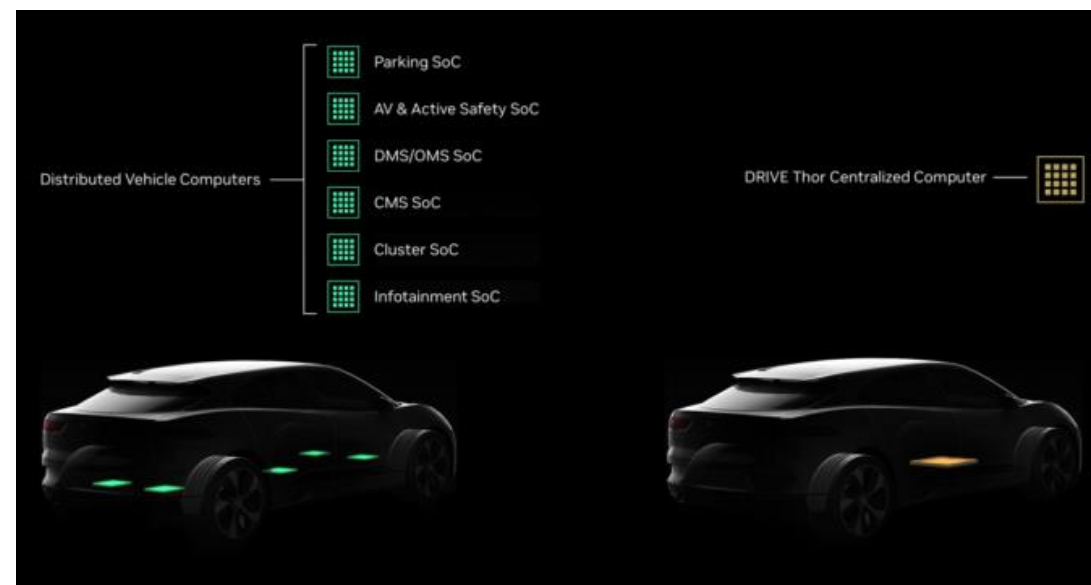 Distributed Vehicle Computers
Parking SoC
AV & Active Safety SoC
DMS/OMS SoC
CMS SoC
Cluster SoC
Infotainment SoC
DRIVE Thor Centralized Computer